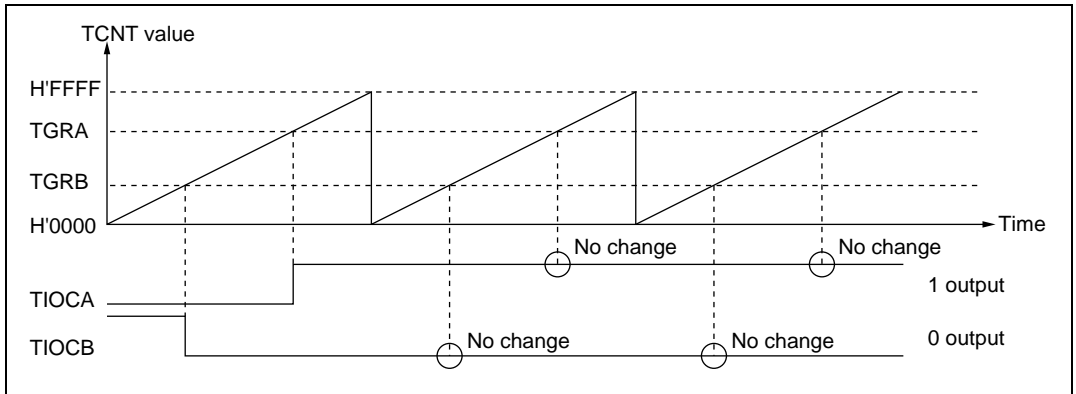 TCNT value
H'FFFF
TGRA
TGRB
H'0000
Time
No change
No change
TIOCA
1 output
No change
No change
TIOCB
0 output